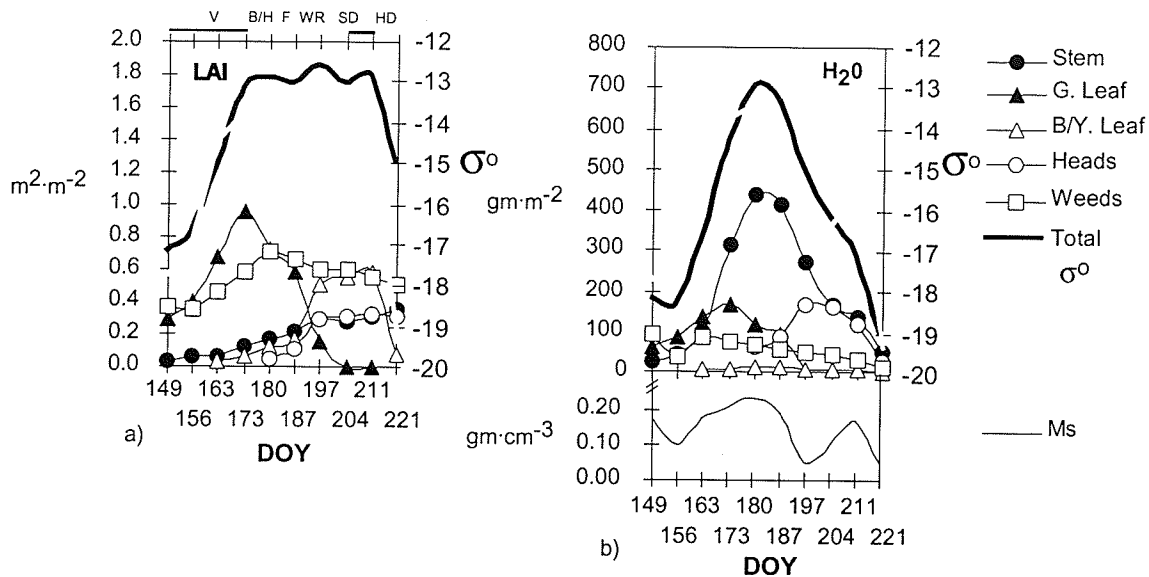 V B/H F WR SD HD
2.0 -12 800 -12
LAI H₂0
1.8 -13 700 -13
1.6 -14 600 -14
1.4
1.2 -15 500 -15
m²·m⁻² 1.0 σᴼ gm·m⁻² σᴼ
0.8 -16 400 -16
0.6 -17 300 -17
0.4 -18 200 -18
0.2 -19 100 -19
0.0 -20 0 -20
149 163 180 197 211
156 173 187 204 221
a) DOY
gm·cm⁻³ 0.20
0.10
0.00
149 163 180 197 211
156 173 187 204 221
b) DOY
Stem
G. Leaf
B/Y. Leaf
Heads
Weeds
Total
σᴼ
Ms